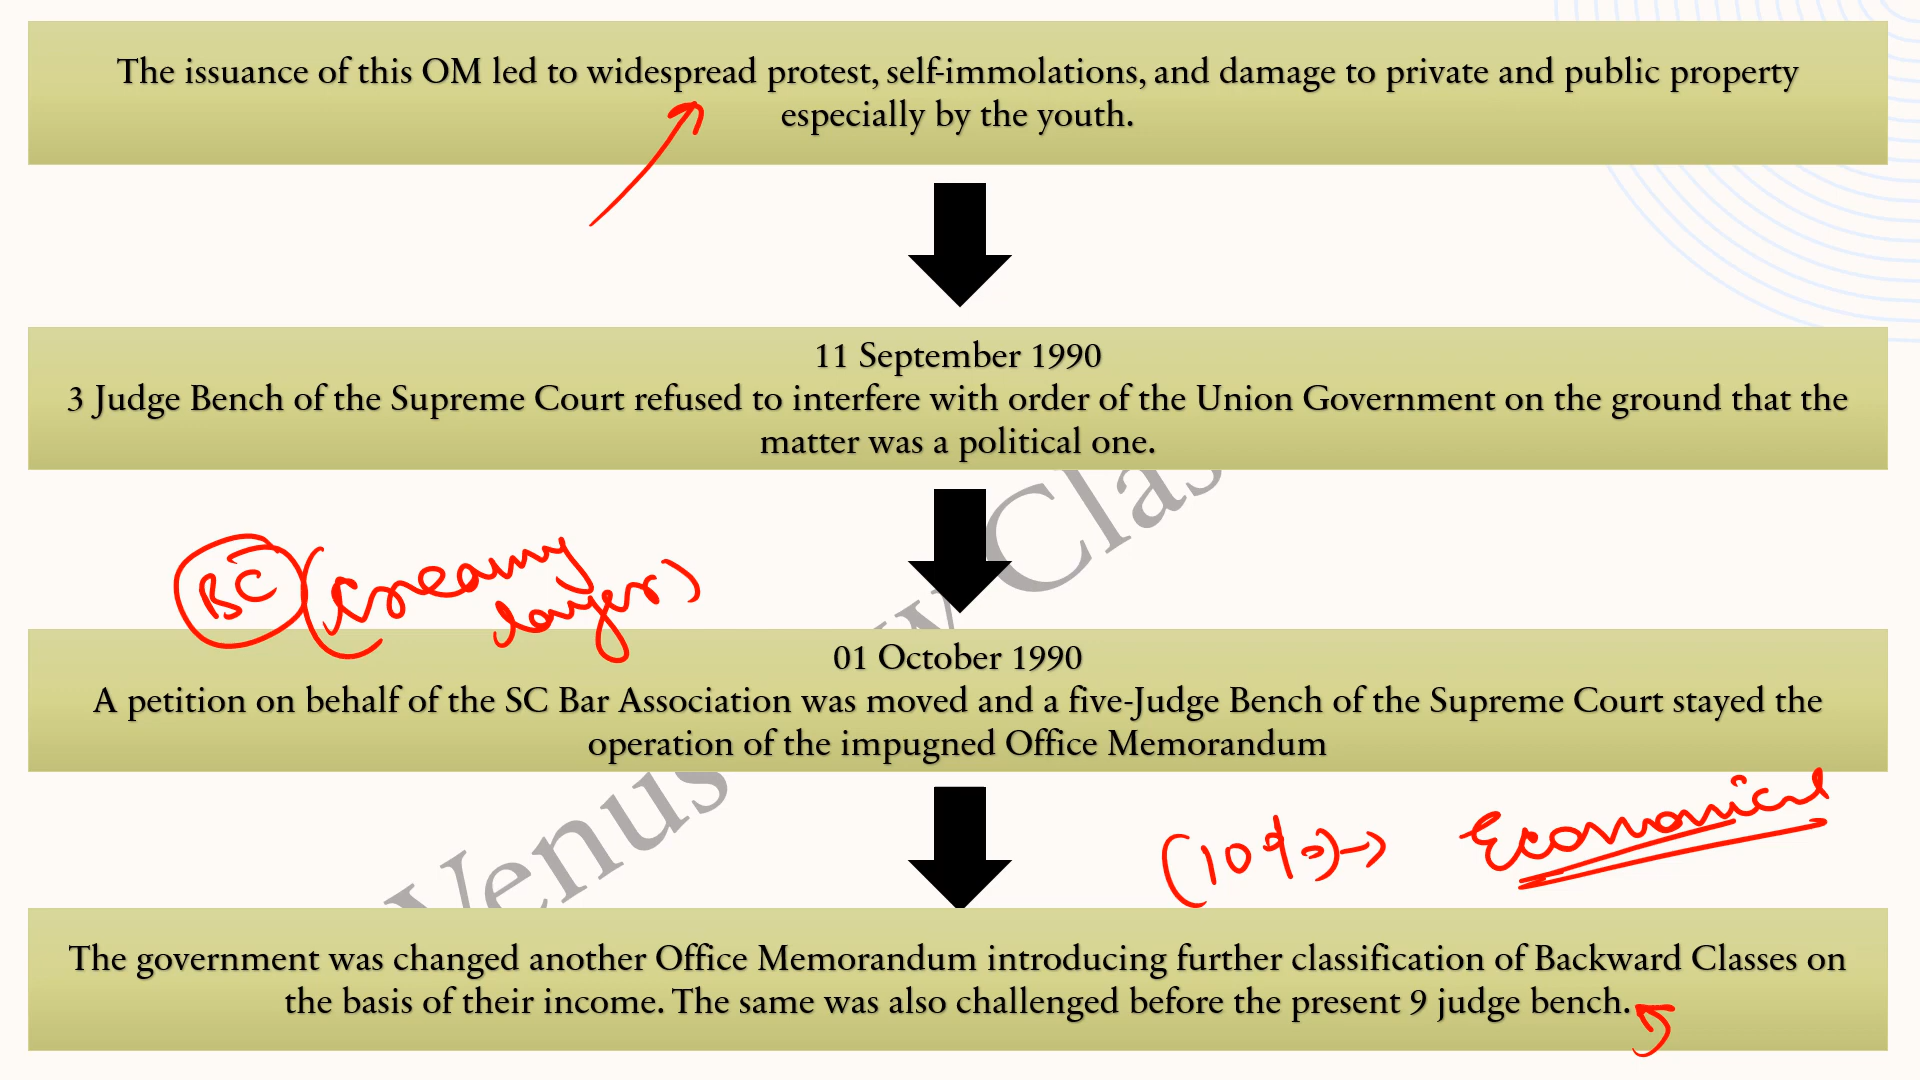 The issuance of this OM led to widespread protest, self-immolations, and damage to private and public property
especially by the youth.
11 September 1990
3 Judge Bench of the Supreme Court refused to interfere with order of the Union Government on the ground that the
matter was a political one.
BC (creamy
layer)
01 October 1990
A petition on behalf of the SC Bar Association was moved and a five-Judge Bench of the Supreme Court stayed the
operation of the impugned Office Memorandum
(10%) → Economical
The government was changed another Office Memorandum introducing further classification of Backward Classes on
the basis of their income. The same was also challenged before the present 9 judge bench.
Venus